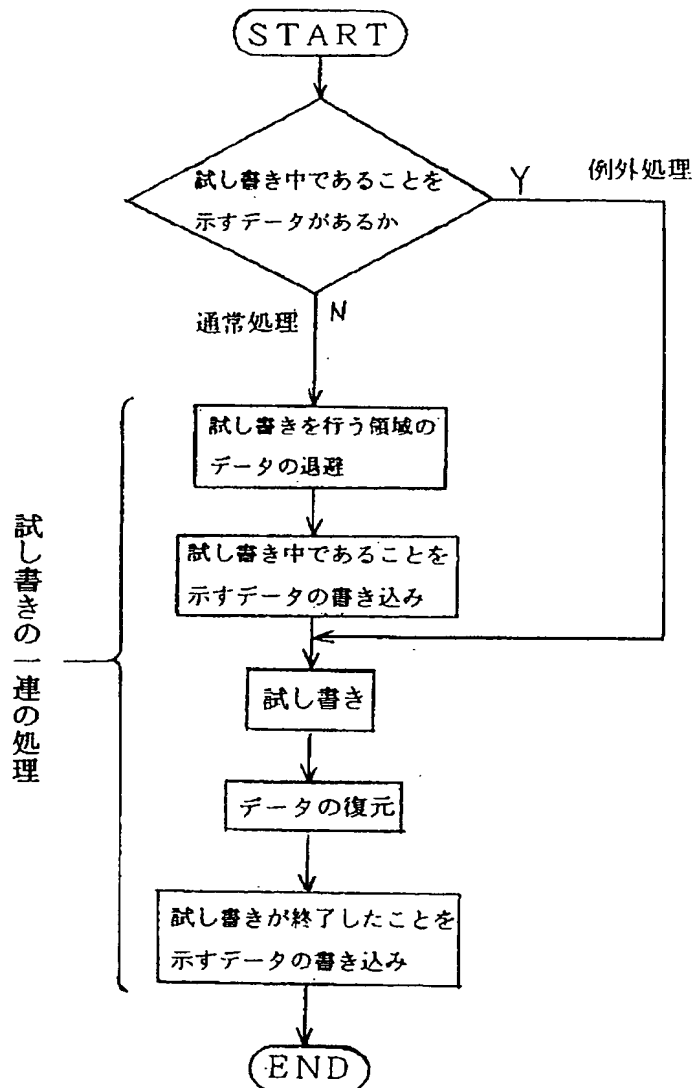 START
試し書き中であることを
示すデータがあるか
Y
例外処理
通常処理
N
試し書きを行う領域の
データの退避
試し書き中であることを
示すデータの書き込み
試し書きの一連の処理
試し書き
データの復元
試し書きが終了したことを
示すデータの書き込み
END